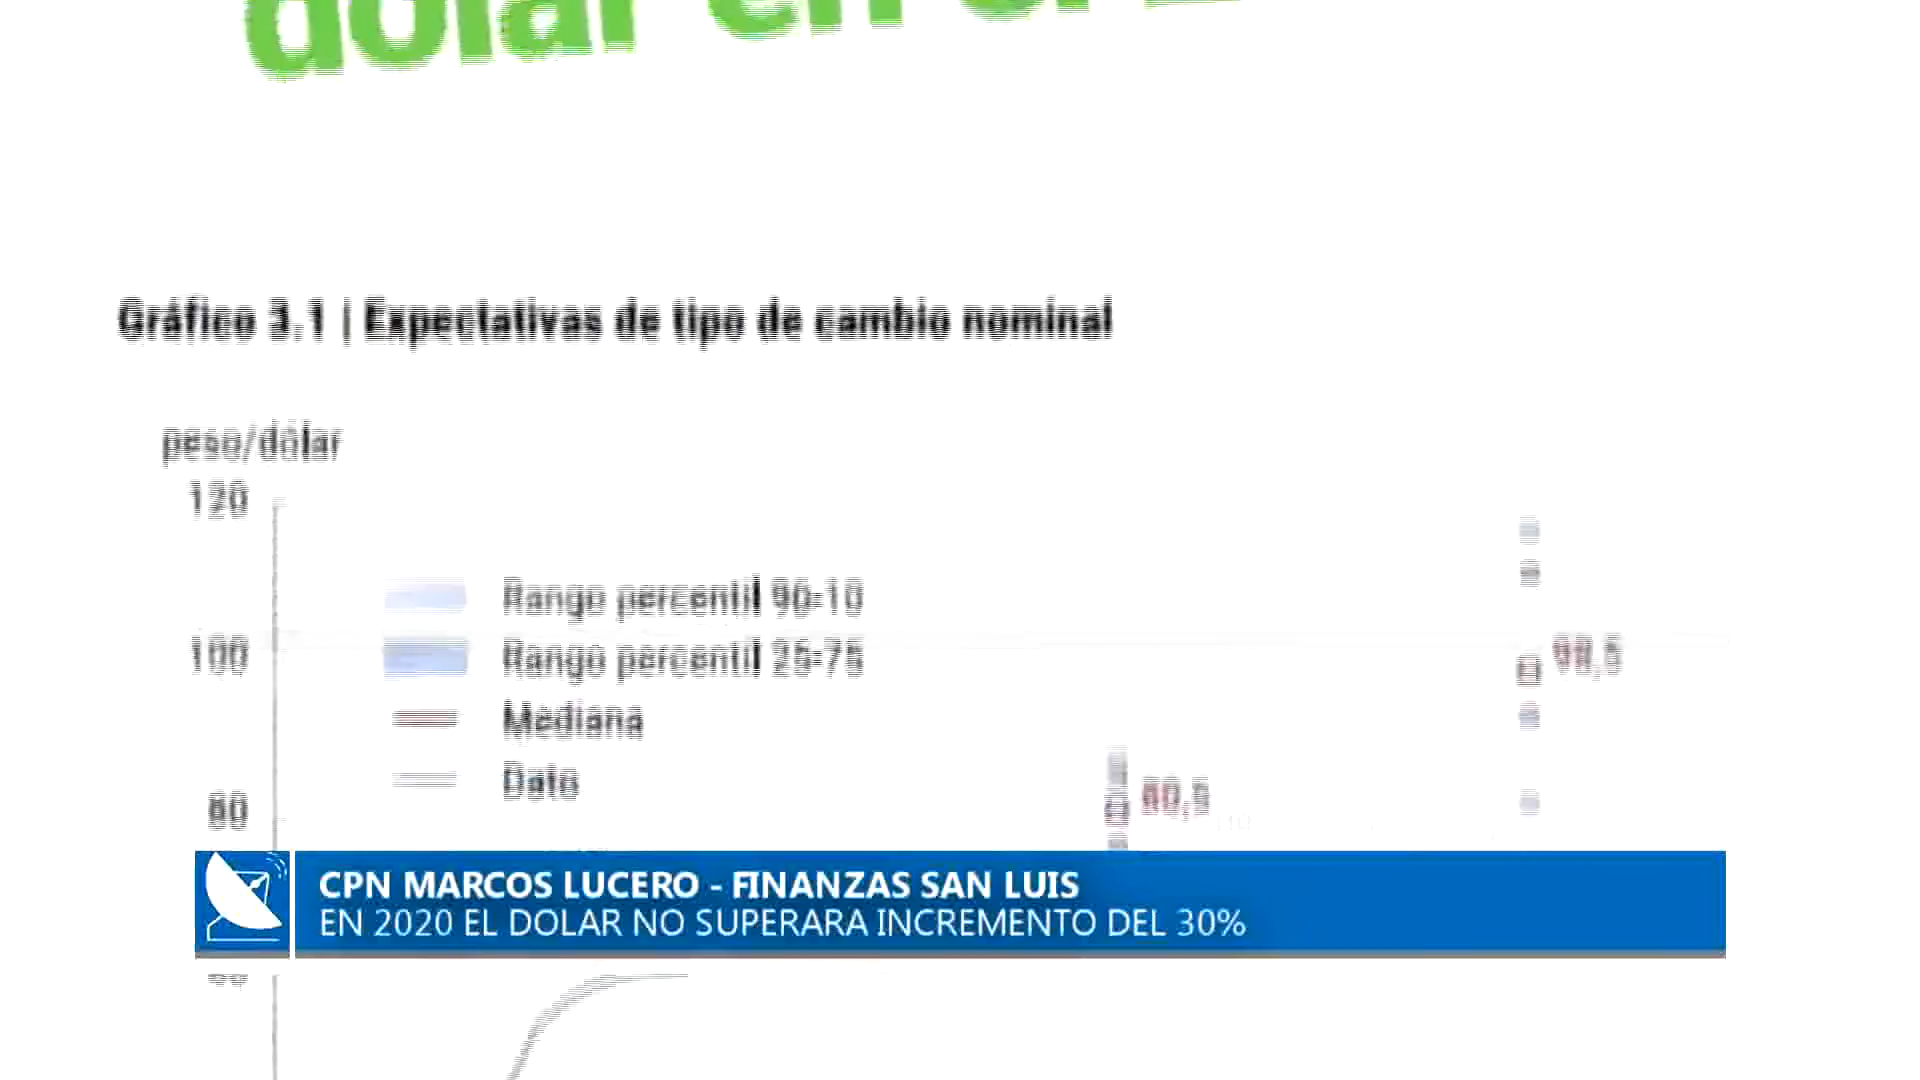 dólar en el
Gráfico 3.1 | Expectativas de tipo de cambio nominal
peso/dólar
120
Rango percentil 90-10
100
Rango percentil 25-75
98,5
Mediana
Dato
80
80,5
CPN MARCOS LUCERO - FINANZAS SAN LUIS
EN 2020 EL DOLAR NO SUPERARA INCREMENTO DEL 30%
60